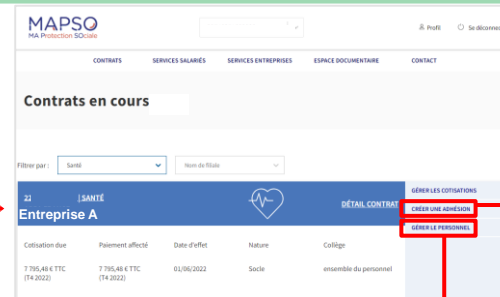 MAPSO
MA Protection SOciale
Profil
Se déconnec
CONTRATS SERVICES SALARIÉS SERVICES ENTREPRISES ESPACE DOCUMENTAIRE CONTACT
Contrats en cours
Filtrer par : Santé Nom de filiale
21 | SANTÉ
Entreprise A
DÉTAIL CONTRAT
GÉRER LES COTISATIONS
CRÉER UNE ADHÉSION
GÉRER LE PERSONNEL
Cotisation due Paiement affecté Date d'effet Nature Collège
7 795,48 € TTC 7 795,48 € TTC 01/06/2022 Socle ensemble du personnel
(T4 2022) (T4 2022)